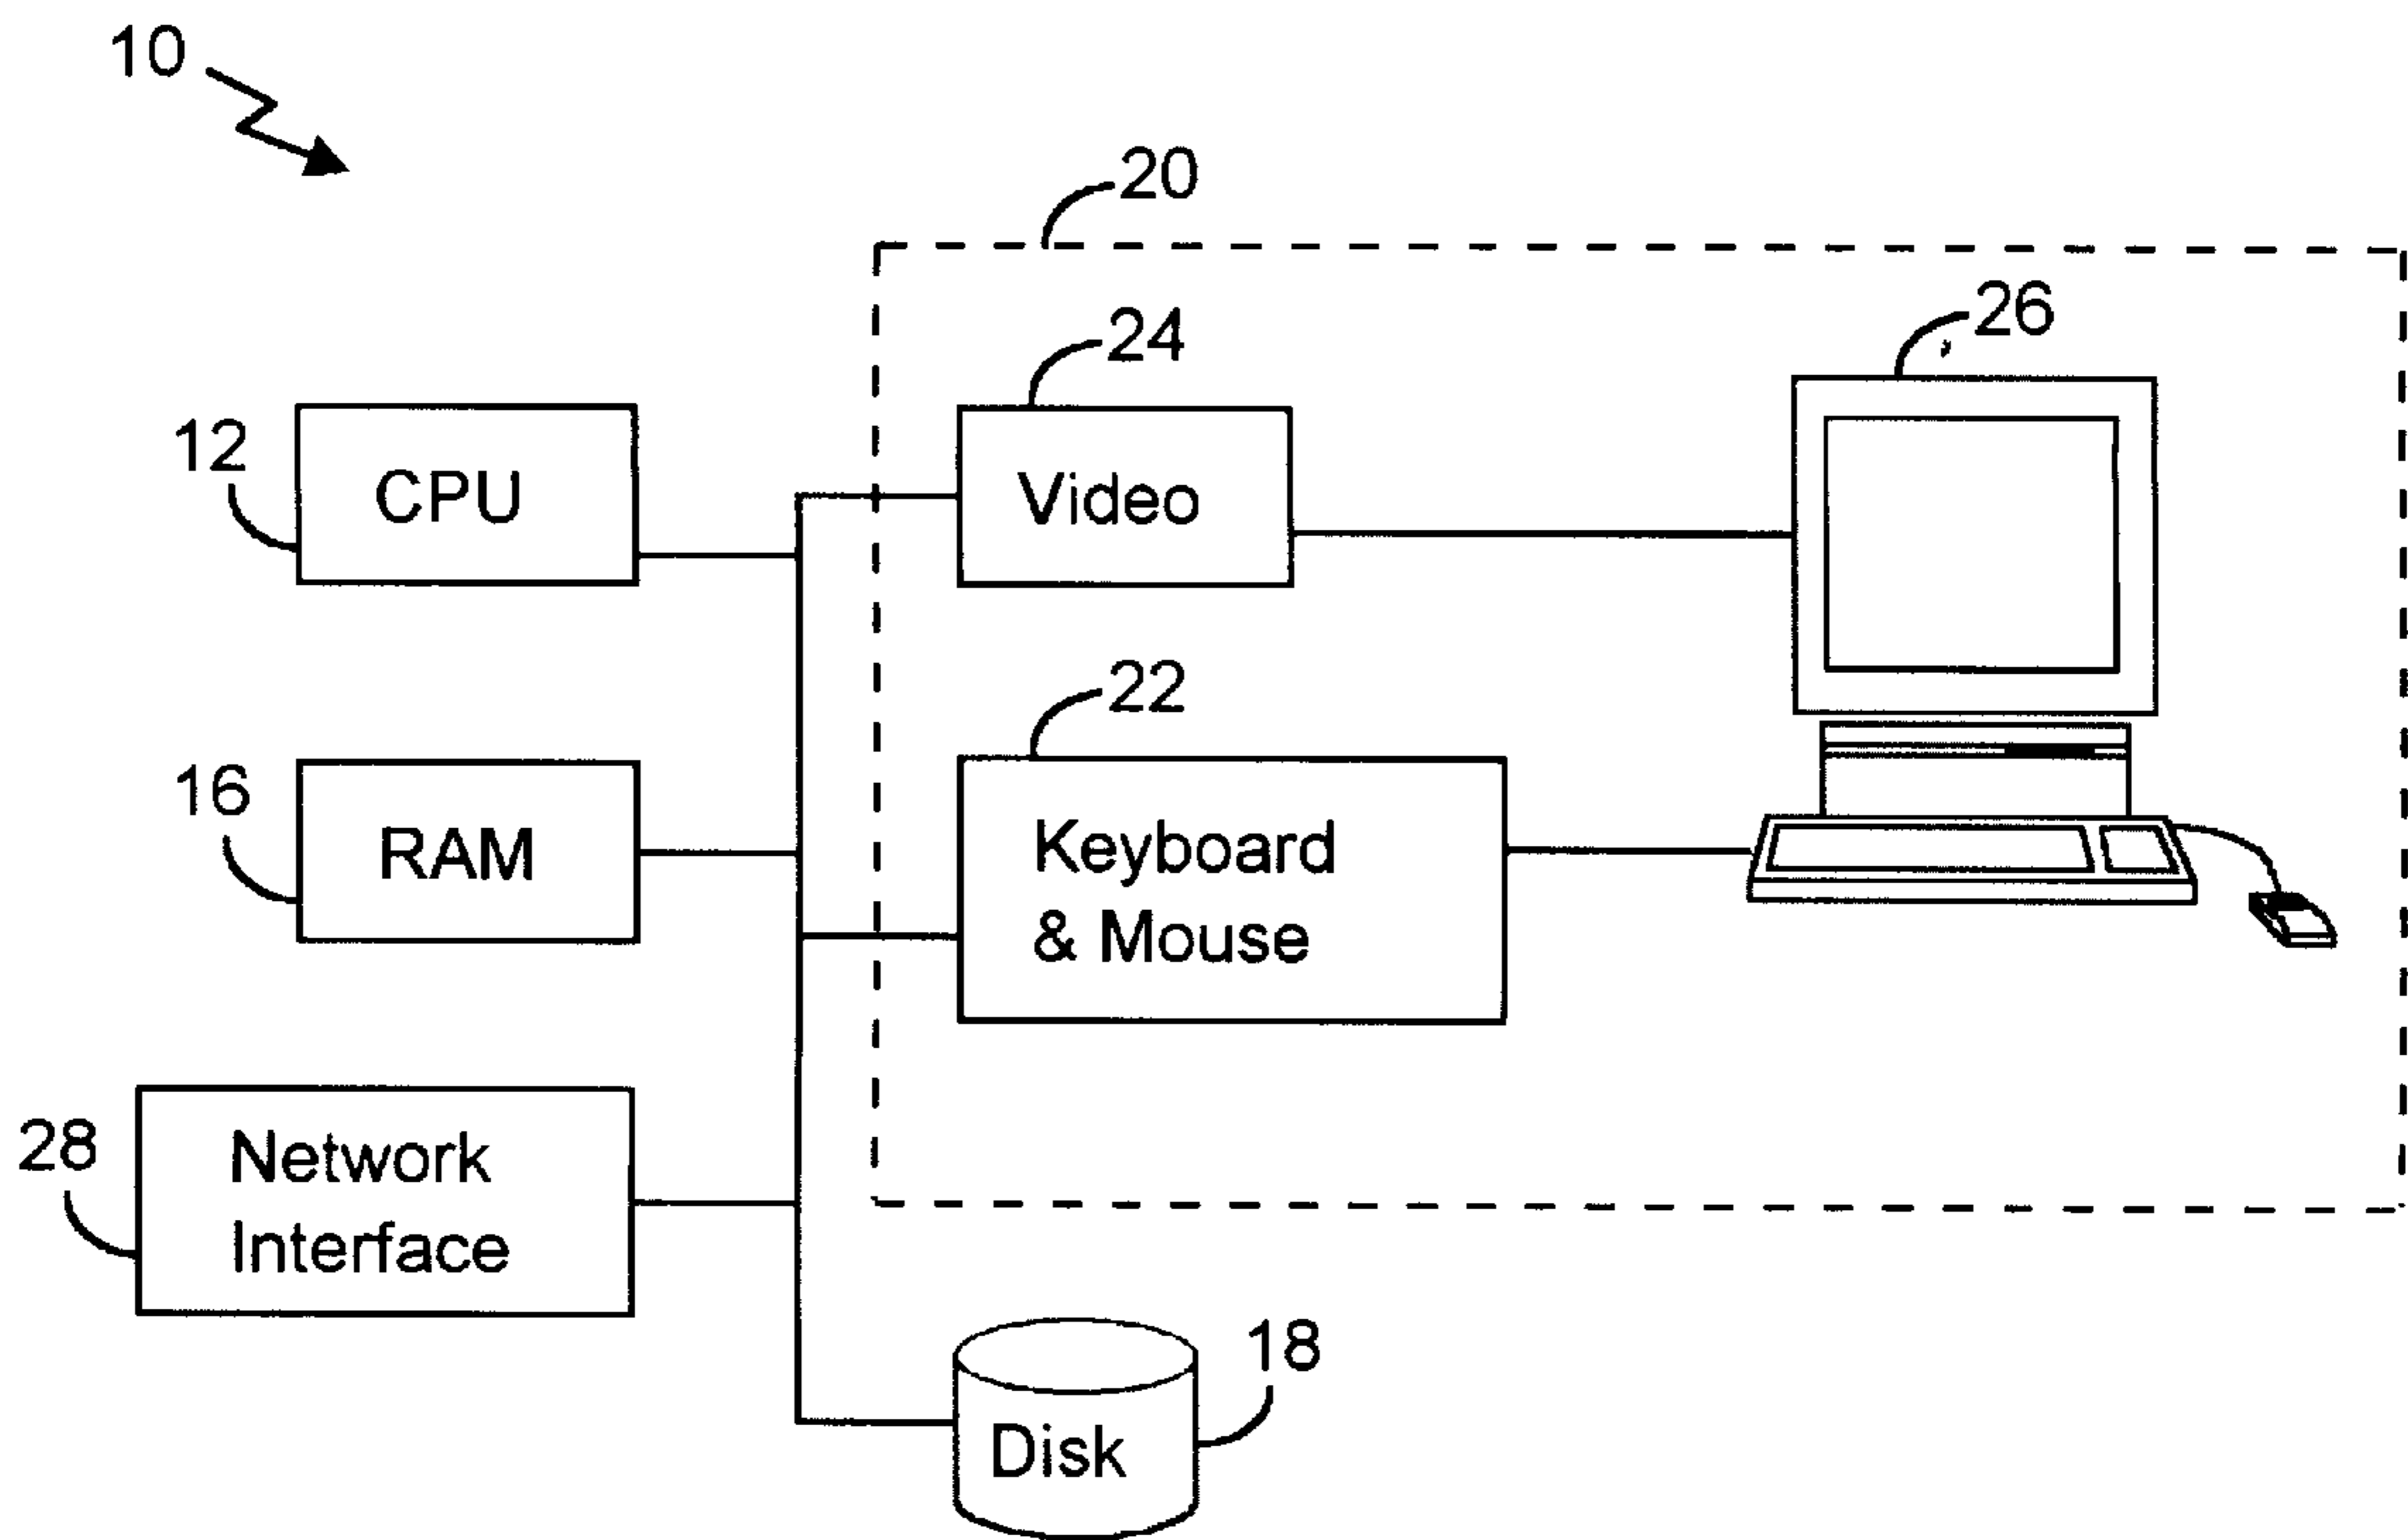 10
20
24
26
12
CPU
Video
22
16
RAM
Keyboard
& Mouse
28
Network
Interface
18
Disk